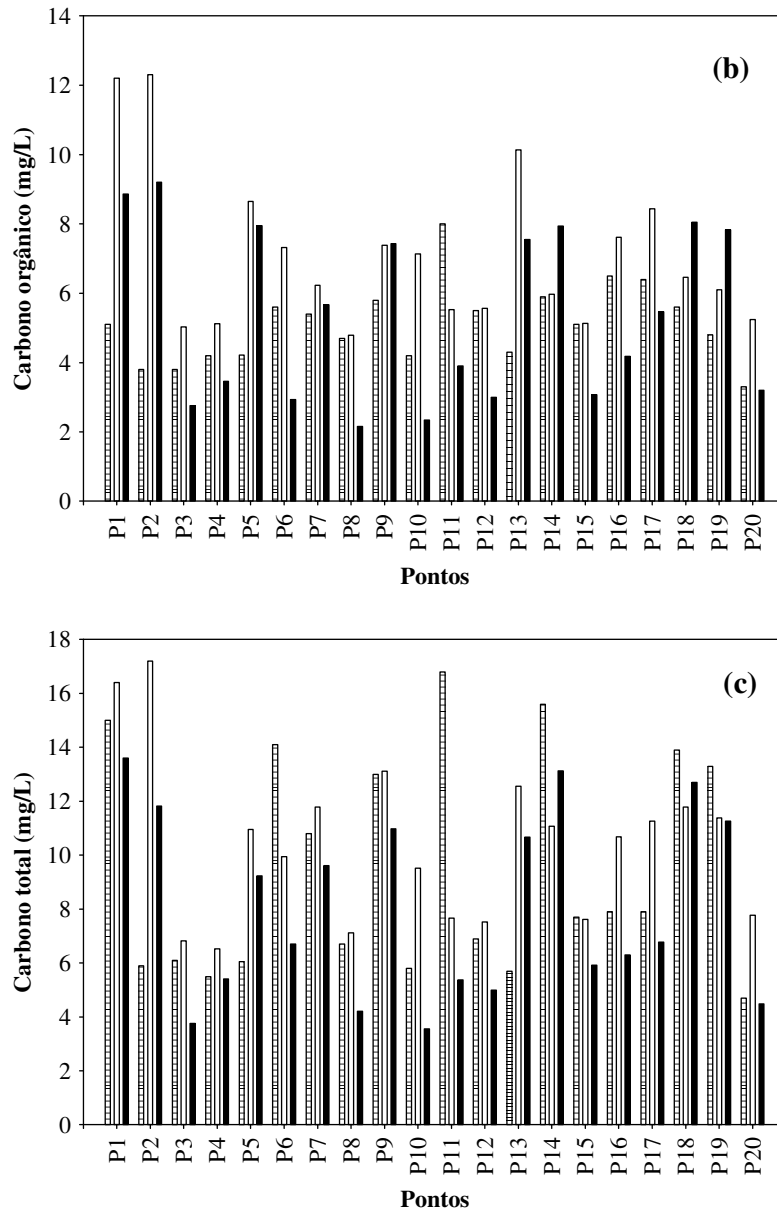 14
12
10
8
6
4
2
0
Carbono orgânico (mg/L)
(b)
P1 P2 P3 P4 P5 P6 P7 P8 P9 P10 P11 P12 P13 P14 P15 P16 P17 P18 P19 P20
Pontos
18
16
14
12
10
8
6
4
2
0
Carbono total (mg/L)
(c)
P1 P2 P3 P4 P5 P6 P7 P8 P9 P10 P11 P12 P13 P14 P15 P16 P17 P18 P19 P20
Pontos